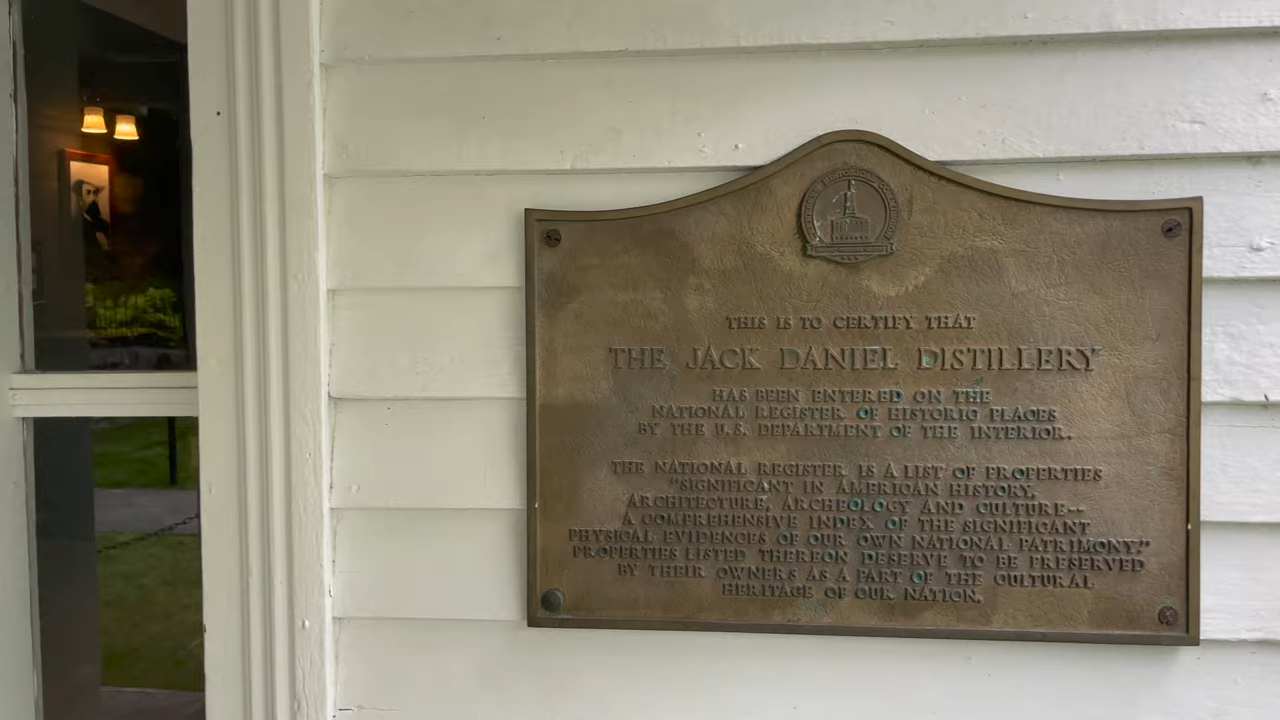 THIS IS TO CERTIFY THAT
THE JACK DANIEL DISTILLERY
HAS BEEN ENTERED ON THE
NATIONAL REGISTER OF HISTORIC PLACES
BY THE U.S. DEPARTMENT OF THE INTERIOR.
THE NATIONAL REGISTER IS A LIST OF PROPERTIES
"SIGNIFICANT IN AMERICAN HISTORY,
ARCHITECTURE, ARCHEOLOGY AND CULTURE--
A COMPREHENSIVE INDEX OF THE SIGNIFICANT
PHYSICAL EVIDENCES OF OUR OWN NATIONAL PATRIMONY."
PROPERTIES LISTED THEREON DESERVE TO BE PRESERVED
BY THEIR OWNERS AS A PART OF THE CULTURAL
HERITAGE OF OUR NATION.